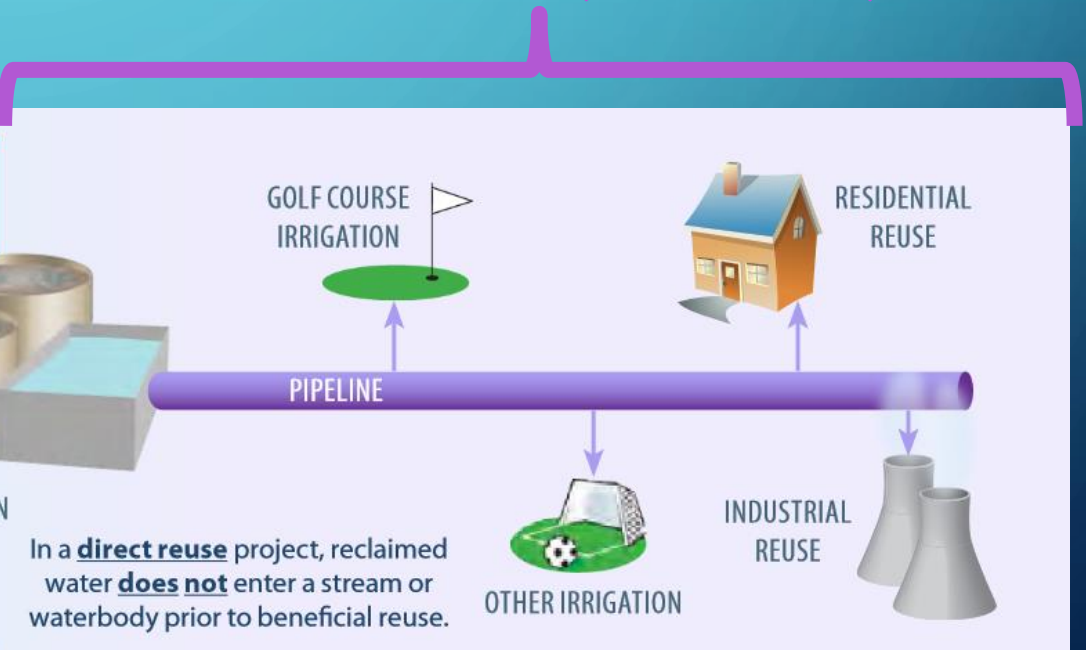 GOLF COURSE
IRRIGATION
RESIDENTIAL
REUSE
PIPELINE
N
In a direct reuse project, reclaimed
water does not enter a stream or
waterbody prior to beneficial reuse.
OTHER IRRIGATION
INDUSTRIAL
REUSE